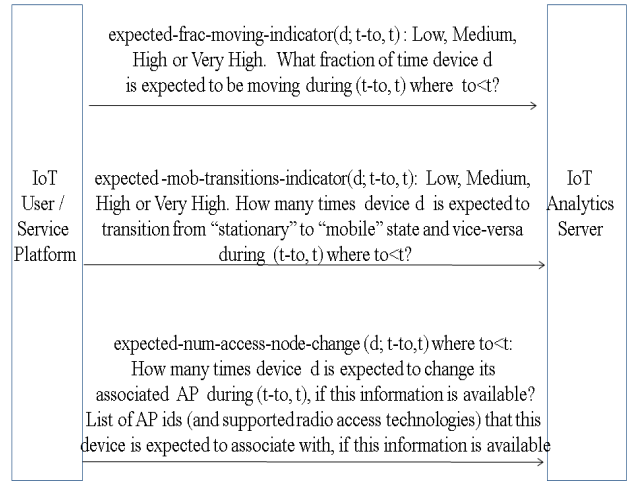 expected-frac-moving-indicator(d; t-to, t) : Low, Medium,
High or Very High. What fraction of time device d
is expected to be moving during (t-to, t) where to<t?
IoT
User /
Service
Platform
expected -mob-transitions-indicator(d; t-to, t): Low, Medium,
High or Very High. How many times device d is expected to
transition from “stationary” to “mobile” state and vice-versa
during (t-to, t) where to<t?
IoT
Analytics
Server
expected-num-access-node-change (d; t-to,t) where to<t:
How many times device d is expected to change its
associated AP during (t-to, t), if this information is available?
List of AP ids (and supported radio access technologies) that this
device is expected to associate with, if this information is available